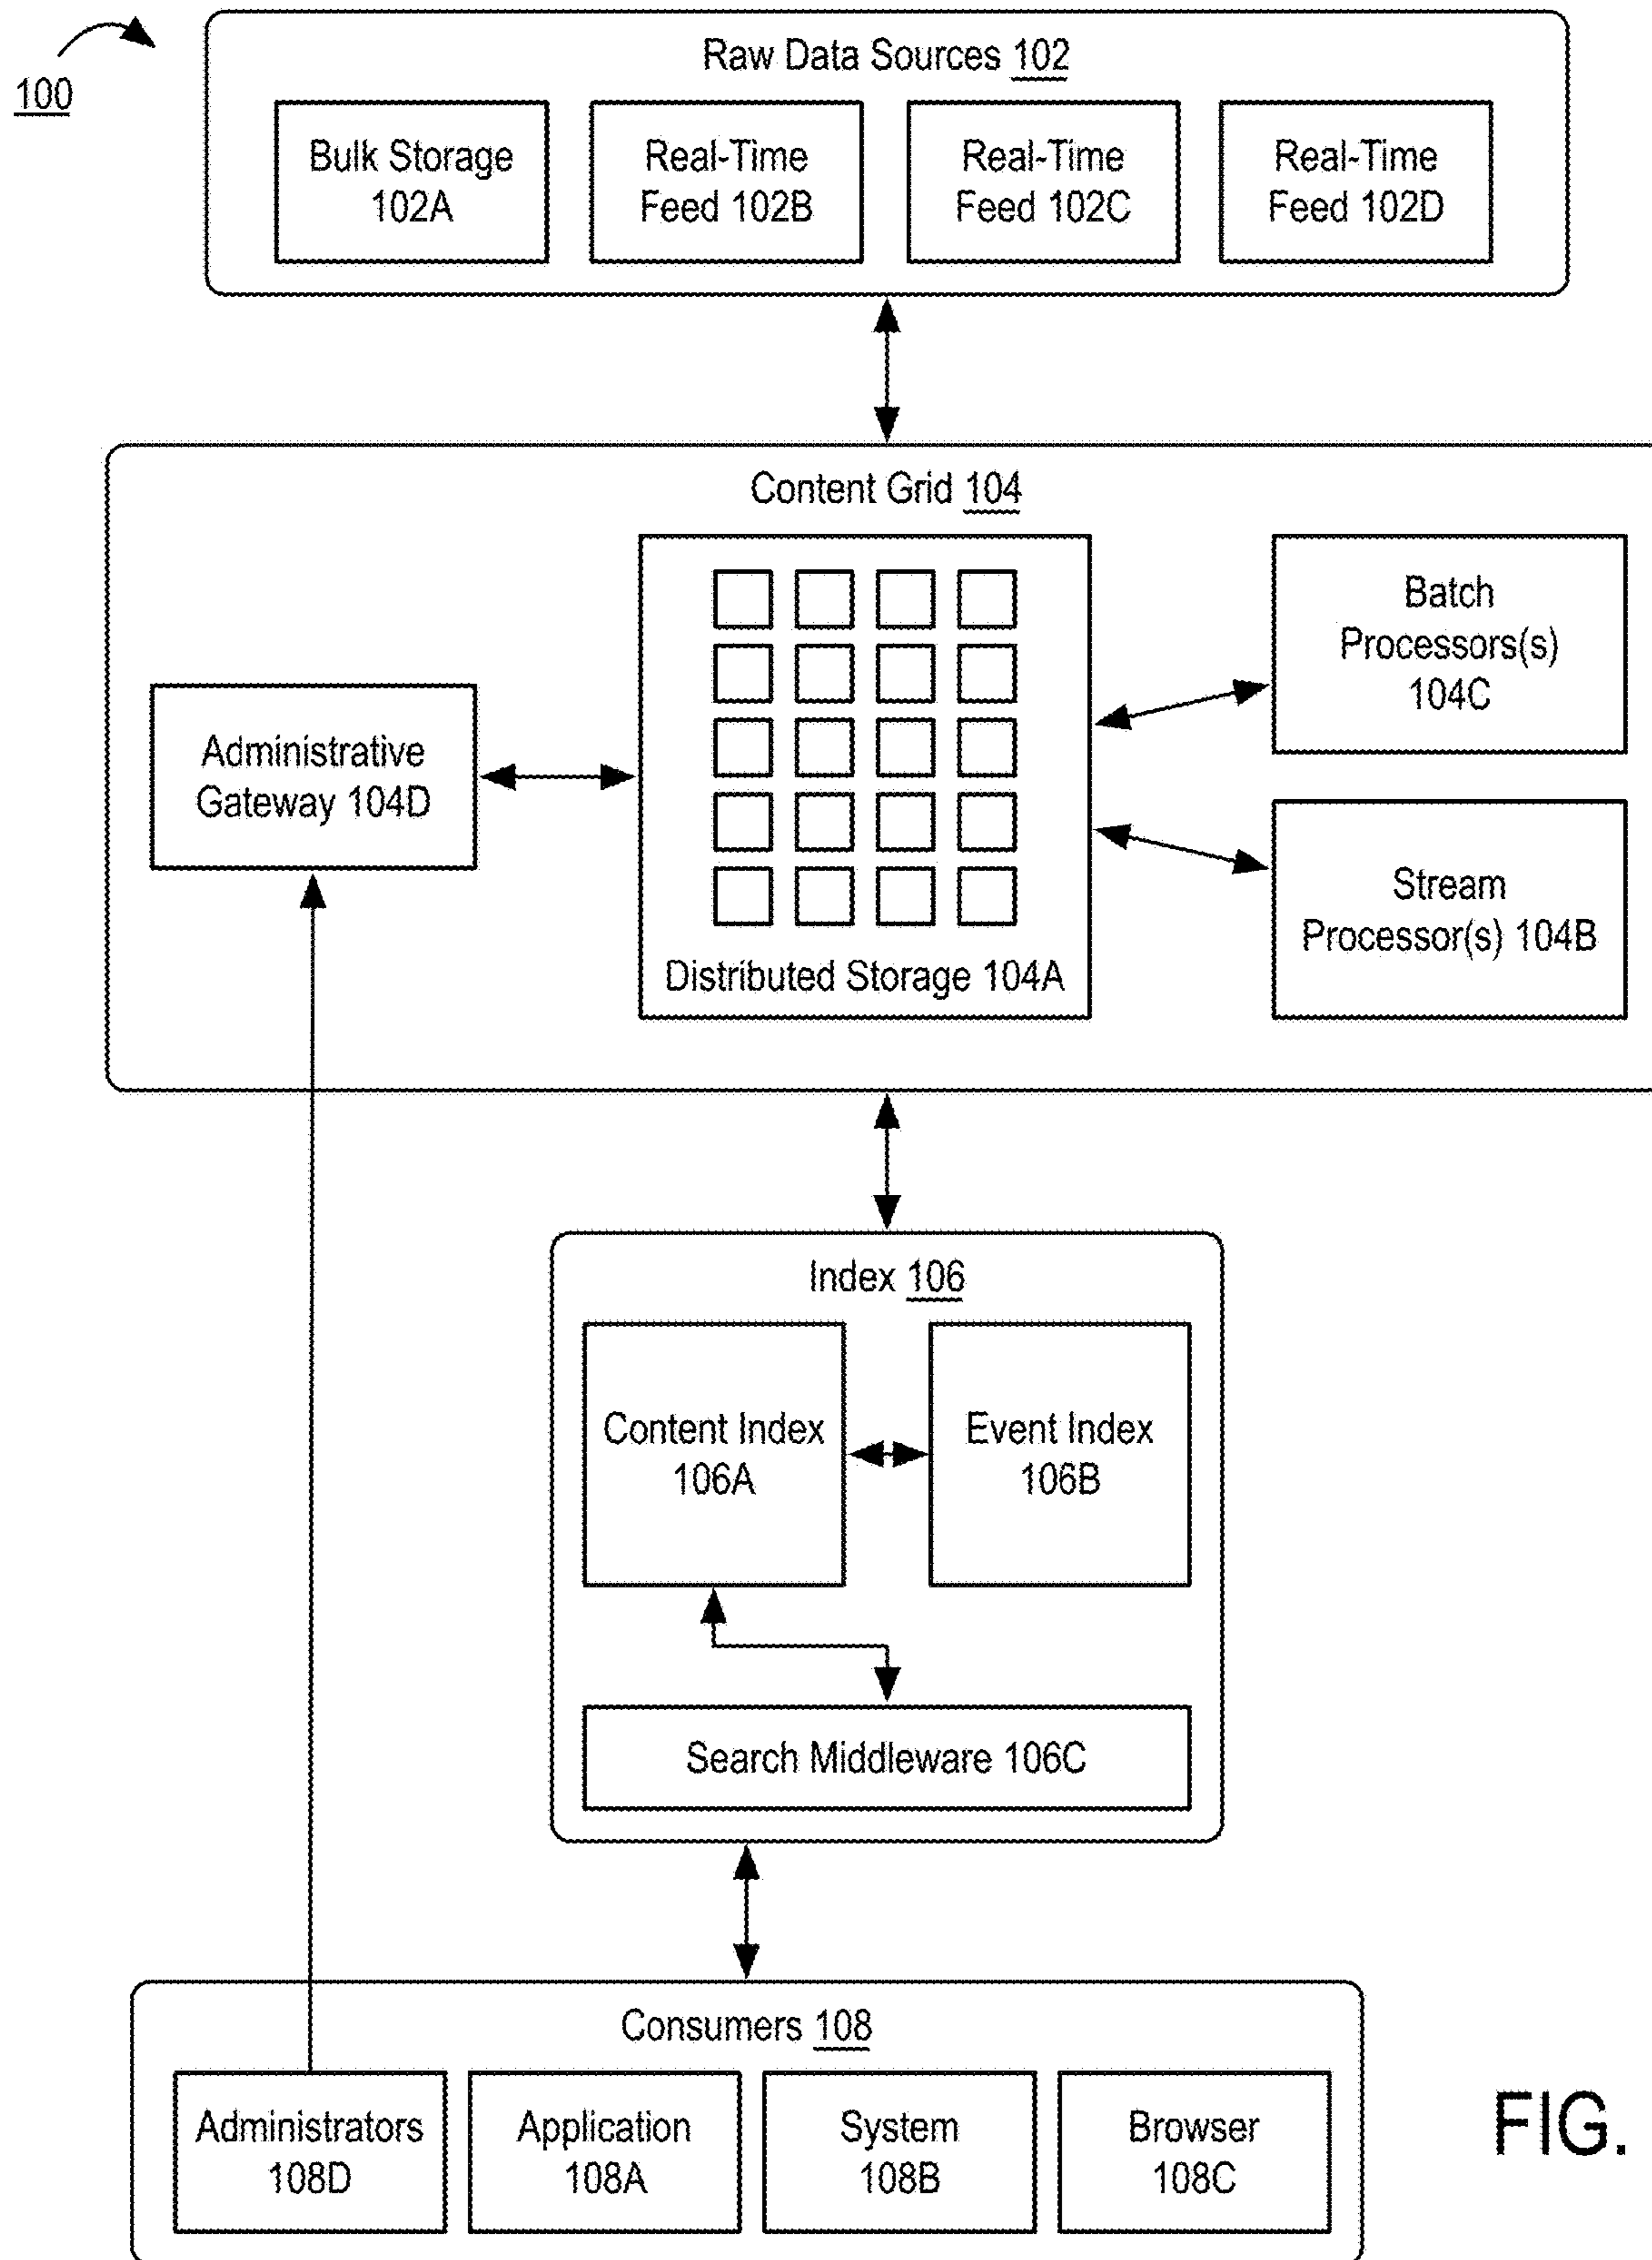 100
Raw Data Sources 102
Bulk Storage
102A
Real-Time
Feed 102B
Real-Time
Feed 102C
Real-Time
Feed 102D
Content Grid 104
Administrative
Gateway 104D
Distributed Storage 104A
Batch
Processors(s)
104C
Stream
Processor(s) 104B
Index 106
Content Index
106A
Event Index
106B
Search Middleware 106C
Consumers 108
Administrators
108D
Application
108A
System
108B
Browser
108C
FIG.